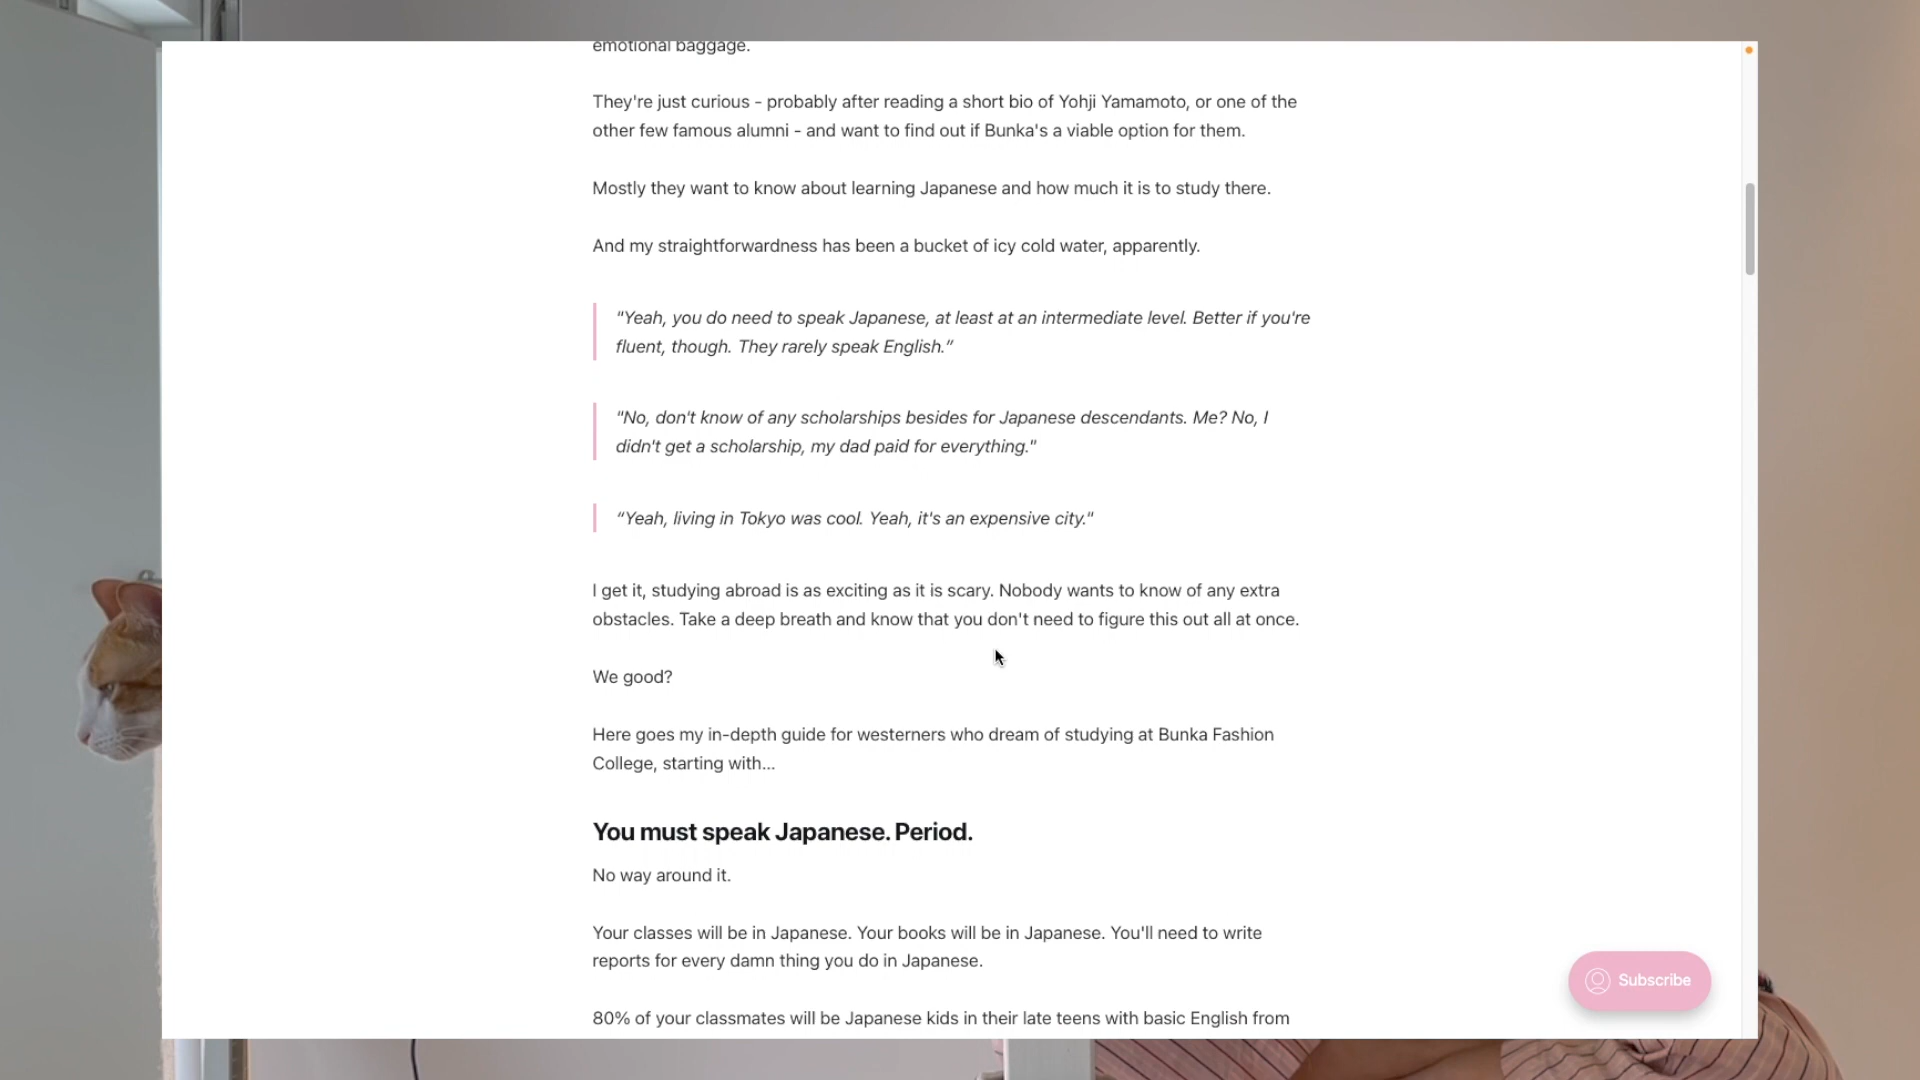 emotional baggage.
They're just curious - probably after reading a short bio of Yohji Yamamoto, or one of the
other few famous alumni - and want to find out if Bunka's a viable option for them.
Mostly they want to know about learning Japanese and how much it is to study there.
And my straightforwardness has been a bucket of icy cold water, apparently.
"Yeah, you do need to speak Japanese, at least at an intermediate level. Better if you're
fluent, though. They rarely speak English.”
"No, don't know of any scholarships besides for Japanese descendants. Me? No, I
didn't get a scholarship, my dad paid for everything."
“Yeah, living in Tokyo was cool. Yeah, it's an expensive city."
I get it, studying abroad is as exciting as it is scary. Nobody wants to know of any extra
obstacles. Take a deep breath and know that you don't need to figure this out all at once.
We good?
Here goes my in-depth guide for westerners who dream of studying at Bunka Fashion
College, starting with...
You must speak Japanese. Period.
No way around it.
Your classes will be in Japanese. Your books will be in Japanese. You'll need to write
reports for every damn thing you do in Japanese.
Subscribe
80% of your classmates will be Japanese kids in their late teens with basic English from